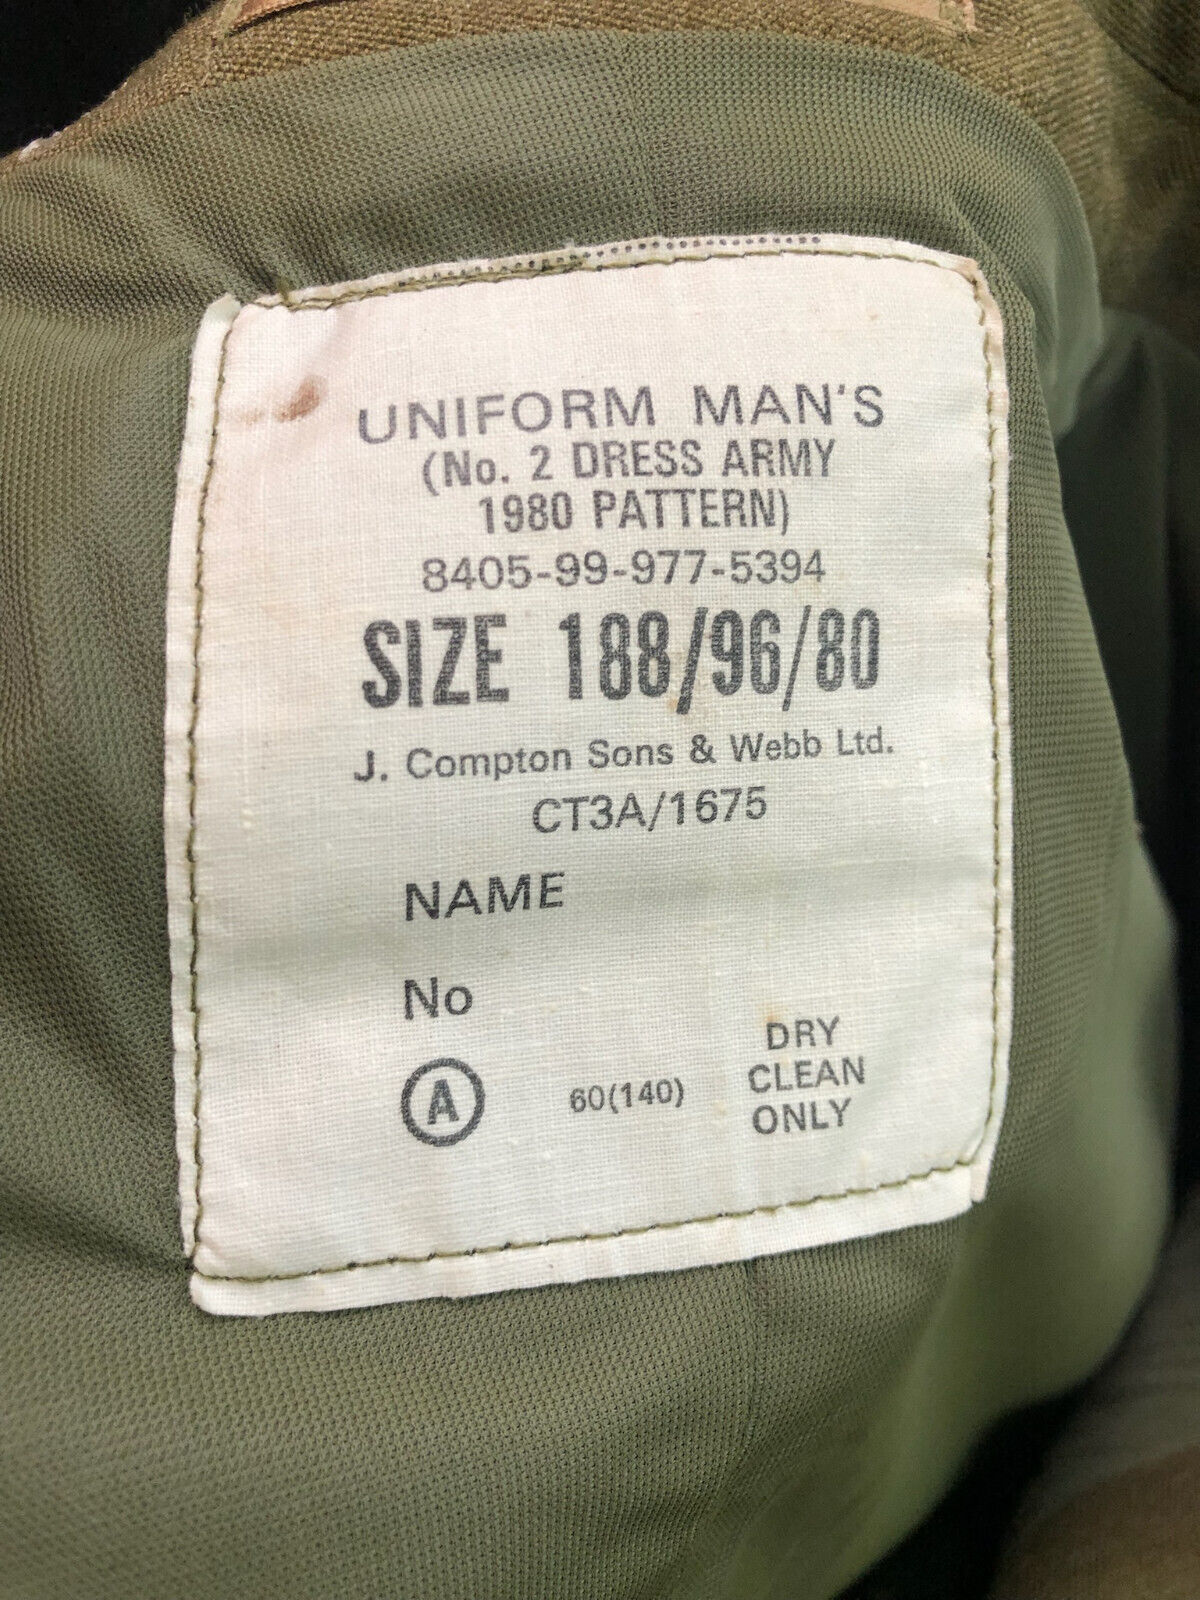 UNIFORM MAN'S
(No. 2 DRESS ARMY
1980 PATTERN)
8405-99-977-5394
SIZE 188/96/80
J. Compton Sons & Webb Ltd.
CT3A/1675
NAME
No
A 60(140) DRY
CLEAN
ONLY